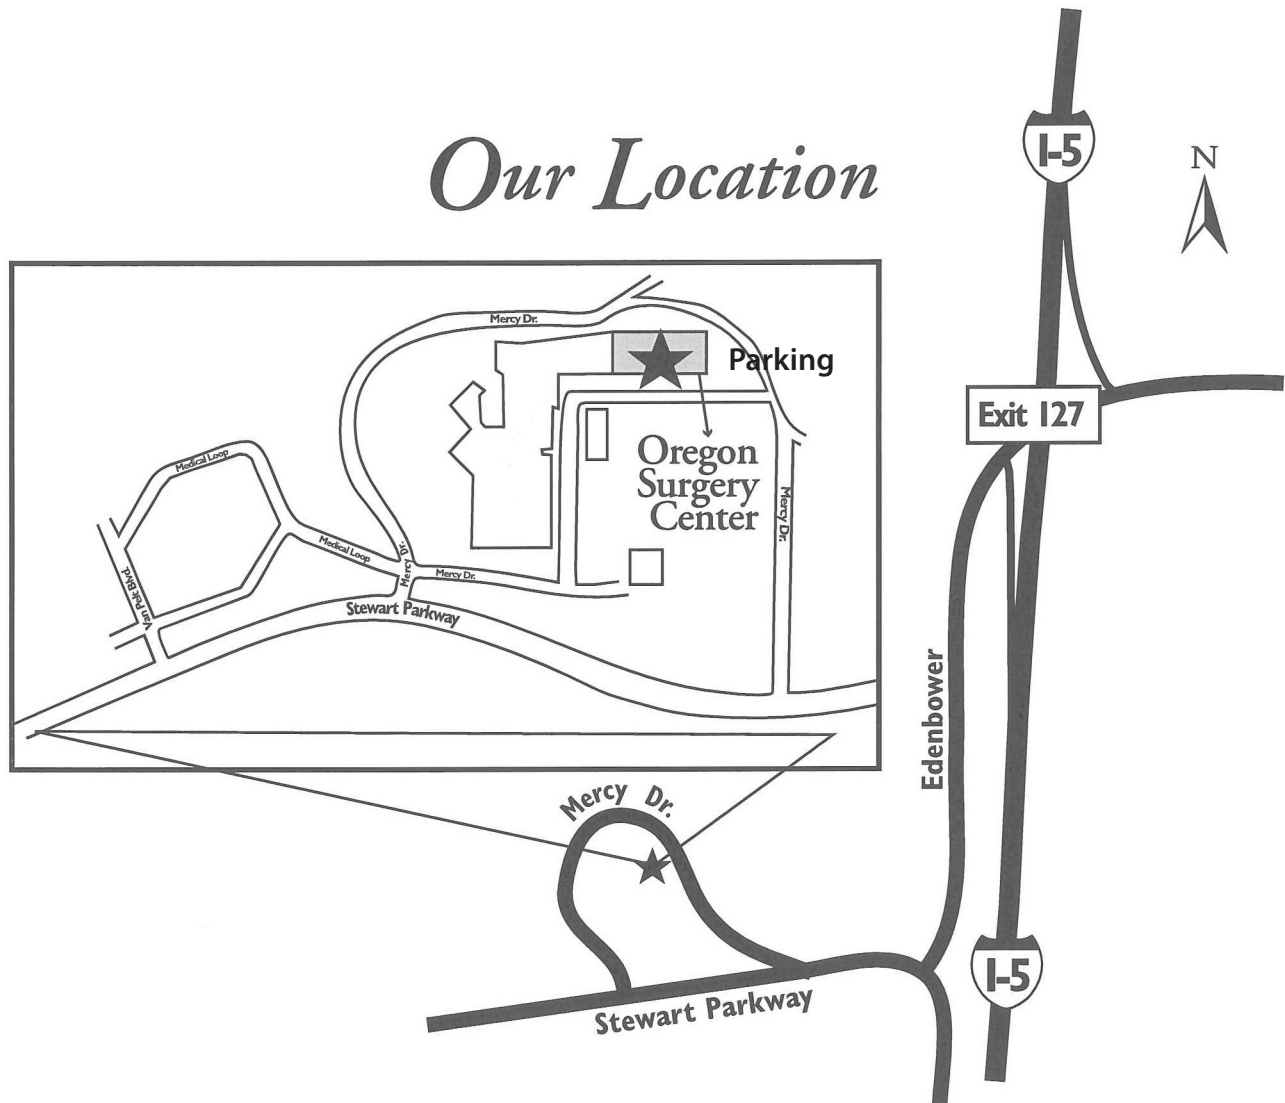 I-5
N
Our Location
Mercy Dr.
Parking
Exit 127
Oregon
Surgery
Center
Medical Loop
Mercy Dr.
Medical Loop
Mercy Dr.
Mercy Dr.
Van Pelt Blvd.
Stewart Parkway
Edenbower
Mercy Dr.
I-5
Stewart Parkway